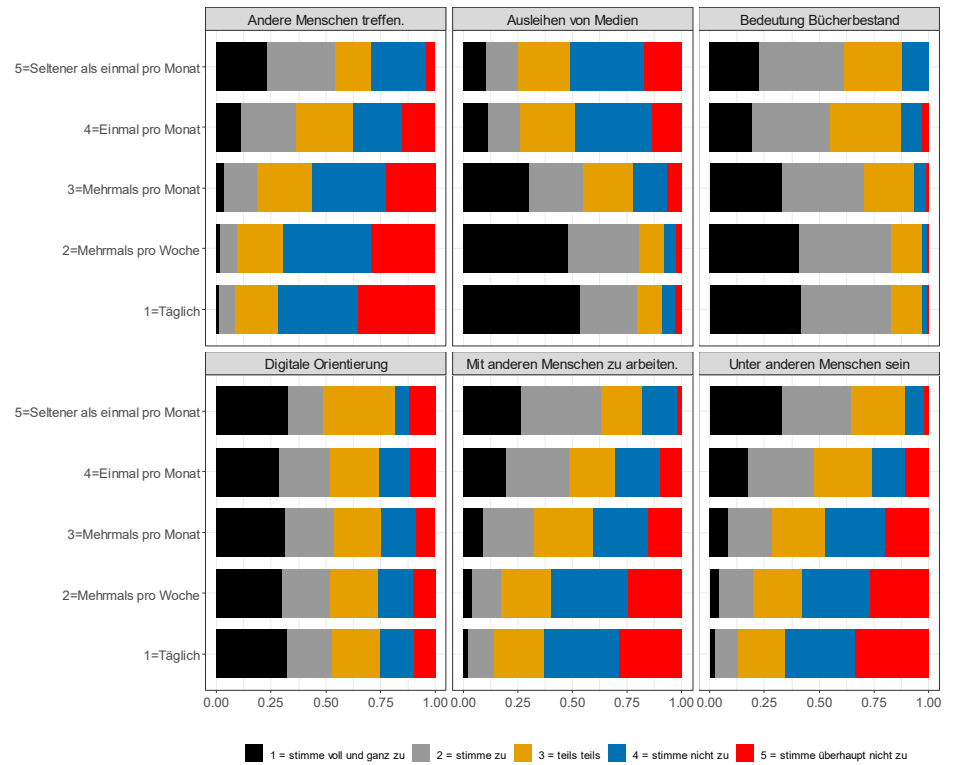 Andere Menschen treffen.
Ausleihen von Medien
Bedeutung Bücherbestand
5=Seltener als einmal pro Monat
4=Einmal pro Monat
3=Mehrmals pro Monat
2=Mehrmals pro Woche
1=Täglich
Digitale Orientierung
Mit anderen Menschen zu arbeiten.
Unter anderen Menschen sein
5=Seltener als einmal pro Monat
4=Einmal pro Monat
3=Mehrmals pro Monat
2=Mehrmals pro Woche
1=Täglich
0.00 0.25 0.50 0.75 1.00 0.00 0.25 0.50 0.75 1.00 0.00 0.25 0.50 0.75 1.00
1 = stimme voll und ganz zu 2 = stimme zu 3 = teils teils 4 = stimme nicht zu 5 = stimme überhaupt nicht zu